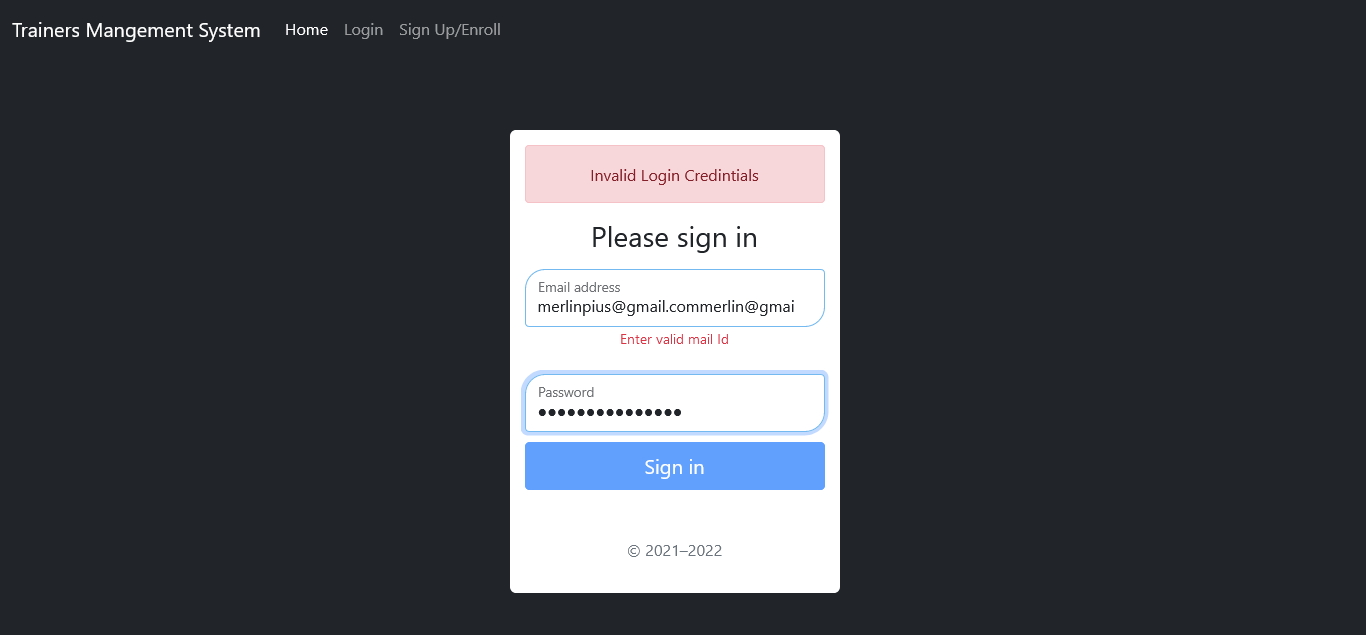 Trainers Mangement System Home Login Sign Up/Enroll
Invalid Login Credintials
Please sign in
Email address
merlinpius@gmail.commerlin@gmai
Enter valid mail Id
Password
●●●●●●●●●●●●●●●
Sign in
© 2021–2022